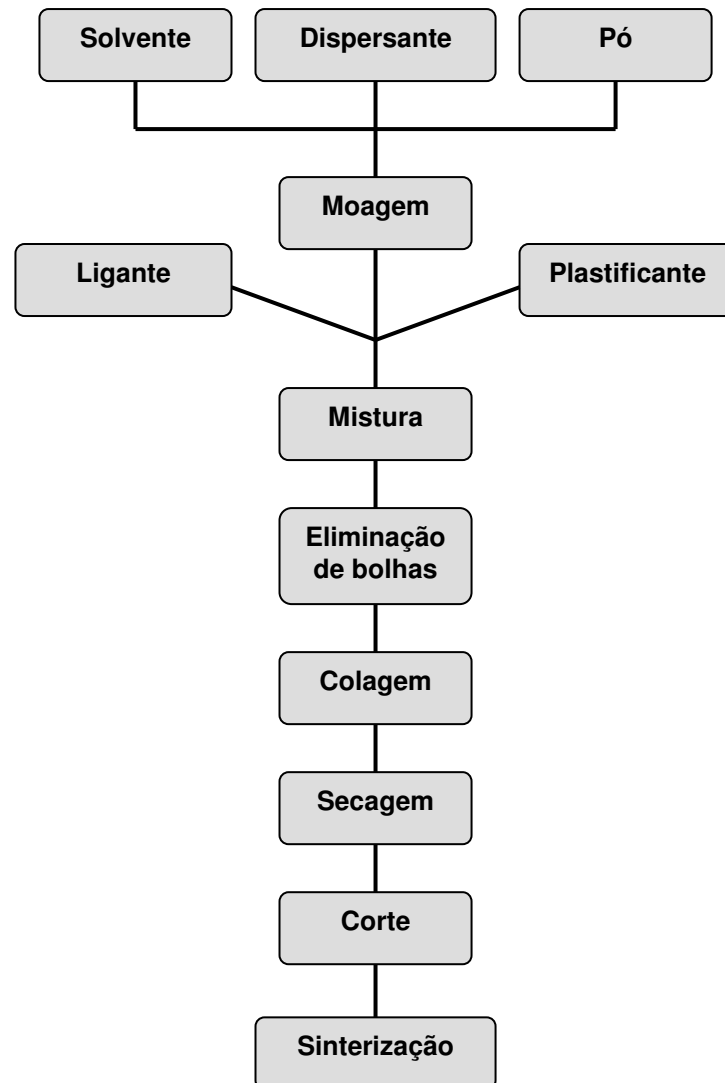 Solvente
Dispersante
Pó
Moagem
Ligante
Plastificante
Mistura
Eliminação
de bolhas
Colagem
Secagem
Corte
Sinterização